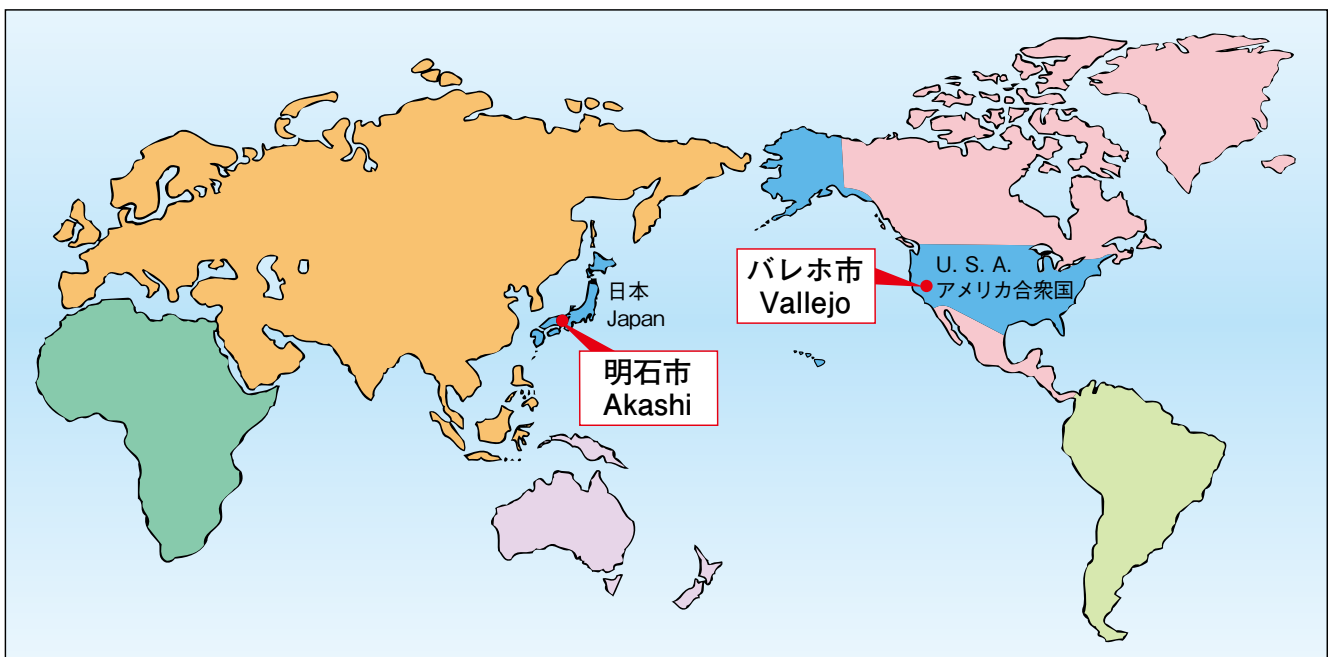 日本
Japan
明石市
Akashi
バレホ市
Vallejo
U. S. A.
アメリカ合衆国